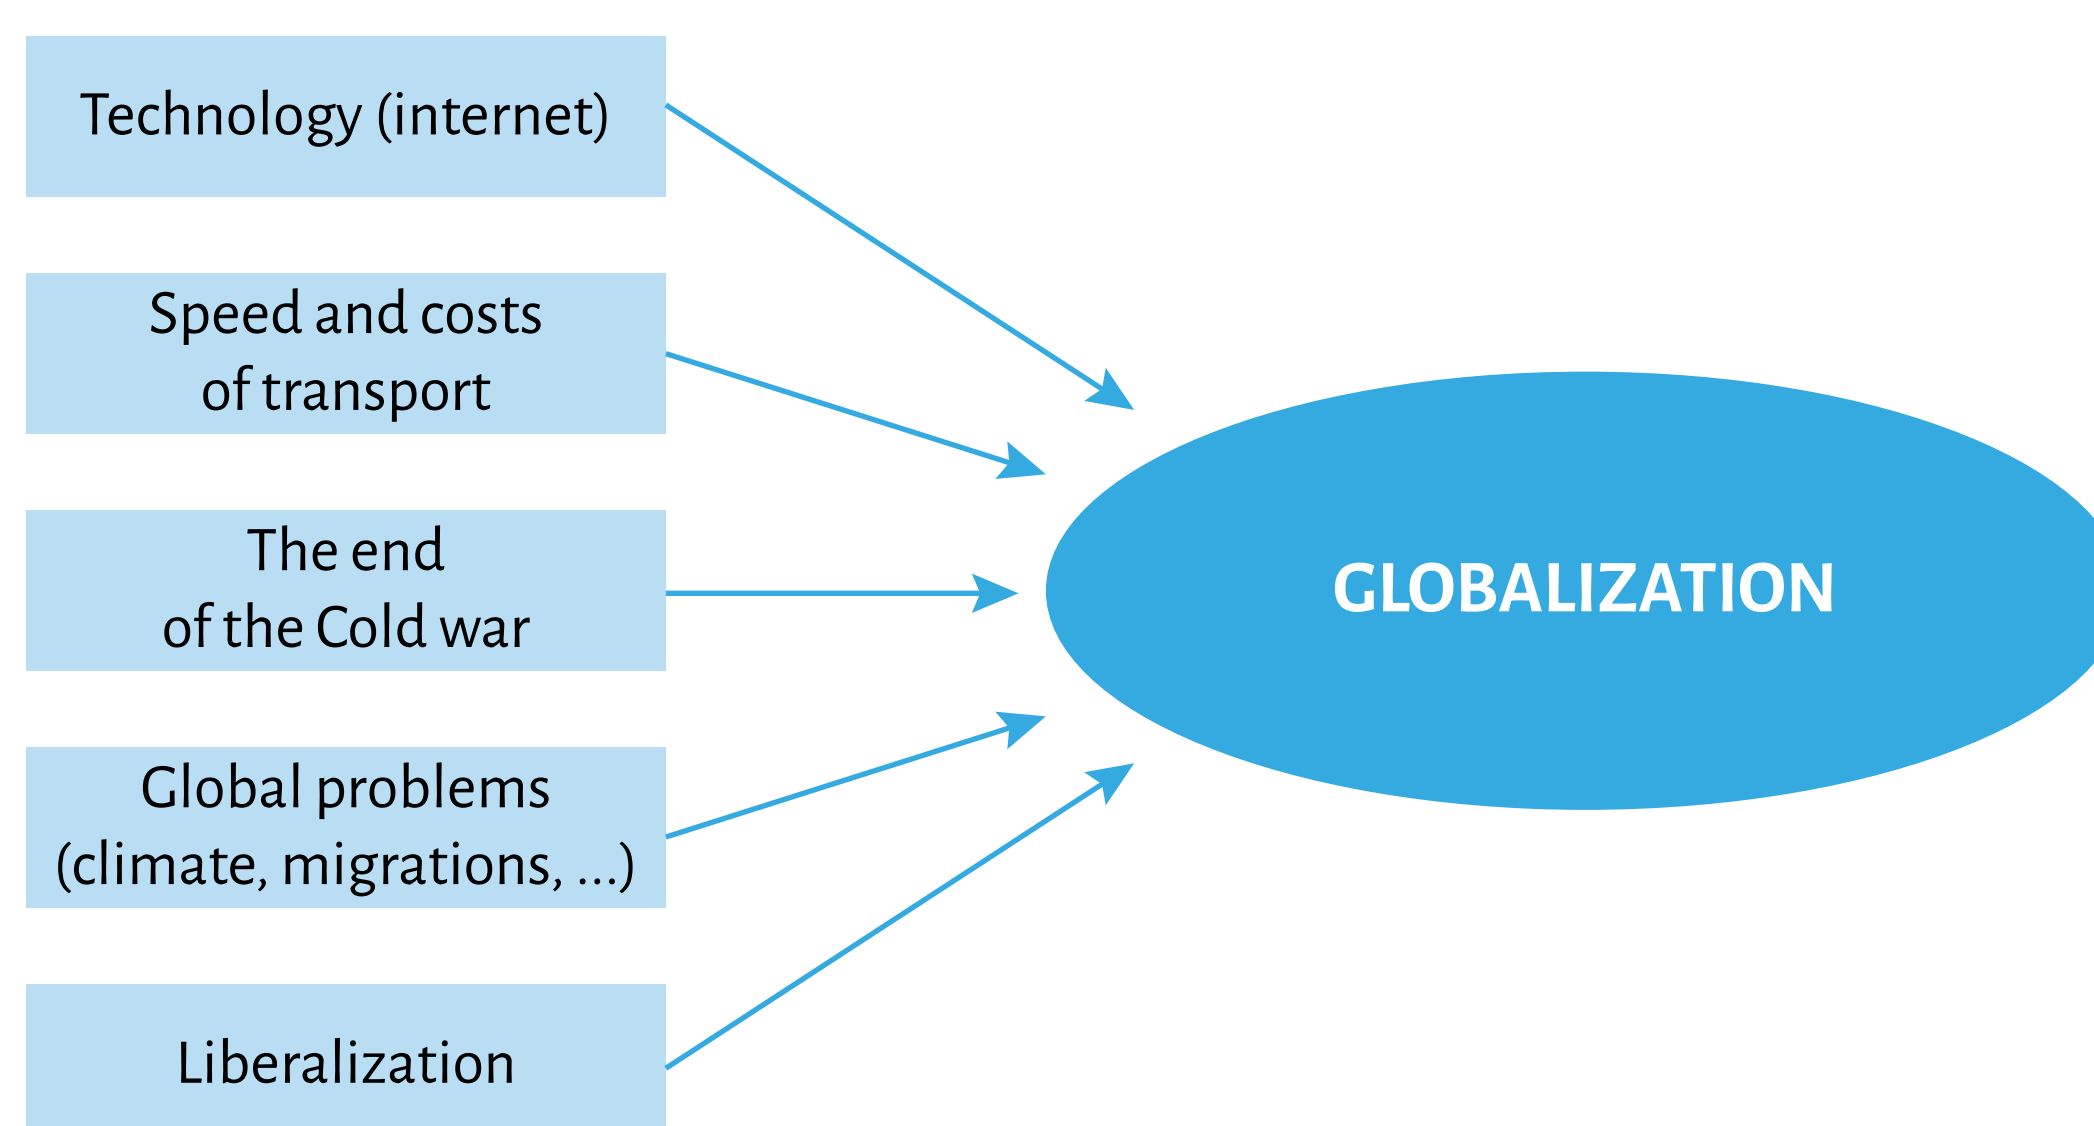 Technology (internet)
Speed and costs
of transport
The end
of the Cold war
Global problems
(climate, migrations, ...)
Liberalization
GLOBALIZATION